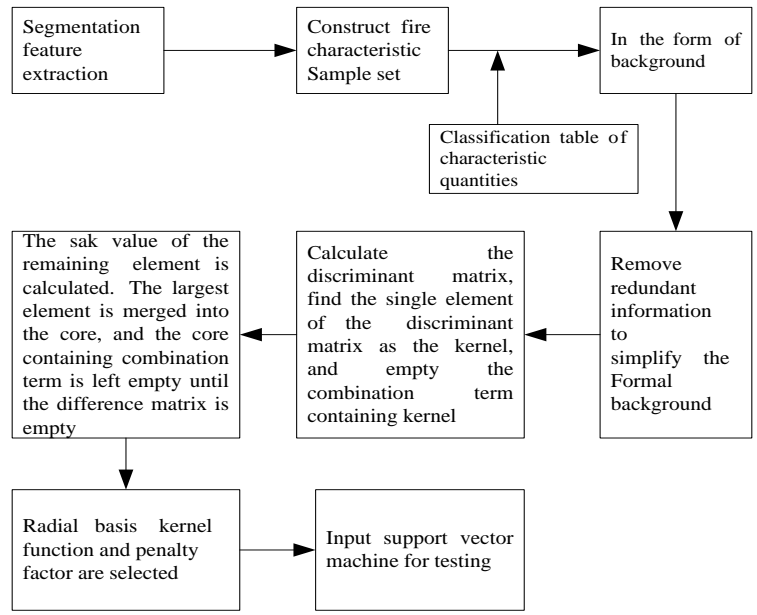 Segmentation
feature
extraction
Construct fire
characteristic
Sample set
In the form of
background
Classification table of
characteristic
quantities
Remove
redundant
information
to
simplify the
Formal
background
Calculate the
discriminant matrix,
find the single element
of the discriminant
matrix as the kernel,
and empty the
combination term
containing kernel
The sak value of the
remaining element is
calculated. The largest
element is merged into
the core, and the core
containing combination
term is left empty until
the difference matrix is
empty
Radial basis kernel
function and penalty
factor are selected
Input support vector
machine for testing